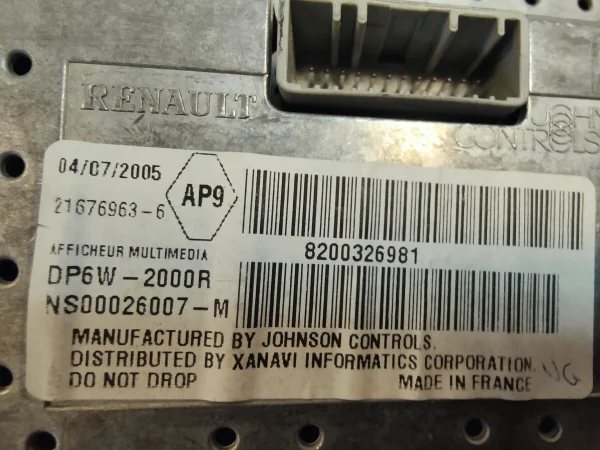 RENAULT
JOHN
CONTROLS
04/07/2005
AP9
21676963-6
AFFICHEUR MULTIMEDIA
8200326981
DP6W-2000R
NS00026007-M
MANUFACTURED BY JOHNSON CONTROLS.
DISTRIBUTED BY XANAVI INFORMATICS CORPORATION.
DO NOT DROP
MADE IN FRANCE